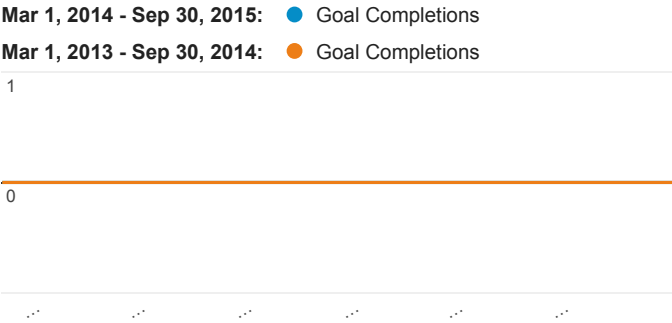 Mar 1, 2014 - Sep 30, 2015: Goal Completions
Mar 1, 2013 - Sep 30, 2014: Goal Completions
1
0
… … … … … …